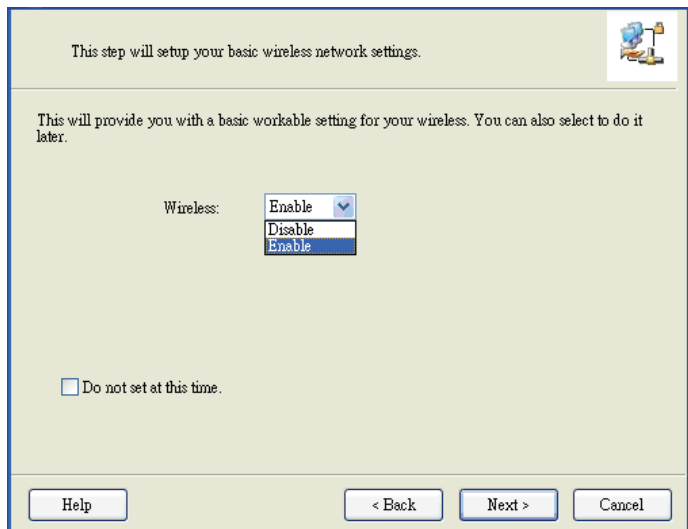 This step will setup your basic wireless network settings.
This will provide you with a basic workable setting for your wireless. You can also select to do it
later.
Wireless: Enable
Disable
Enable
Do not set at this time.
Help < Back Next > Cancel